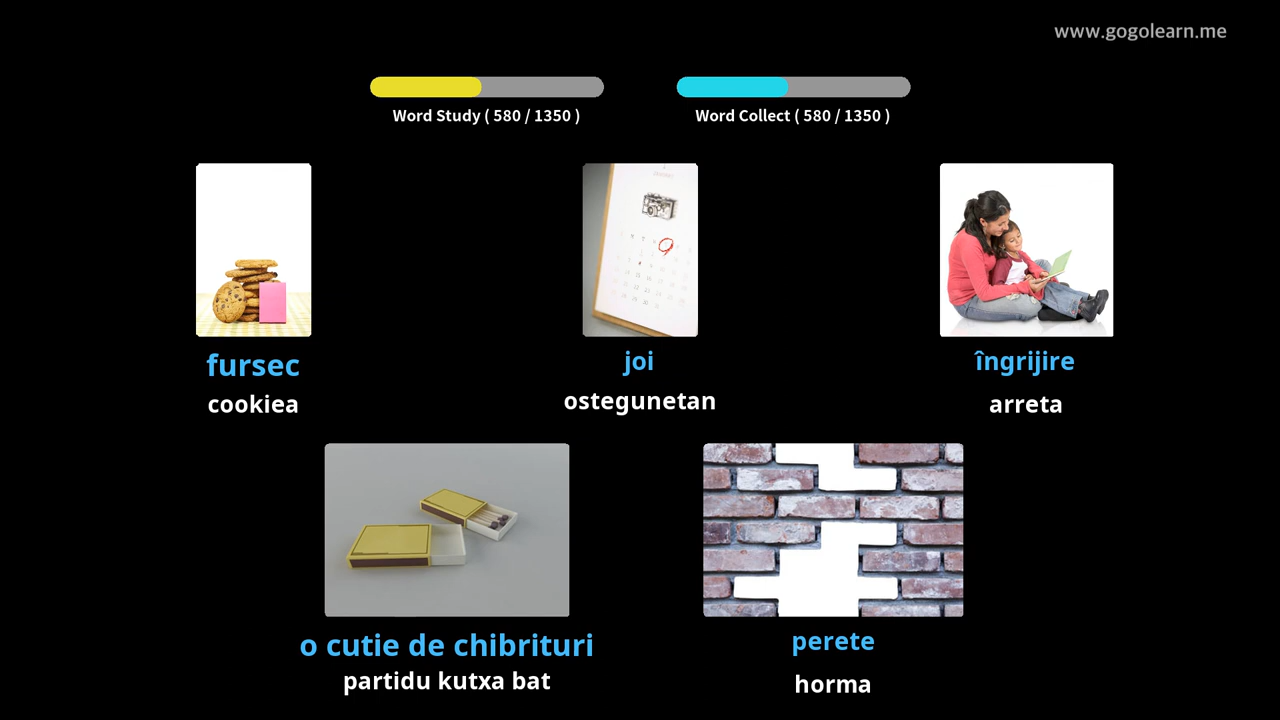 www.gogolearn.me
Word Study ( 580 / 1350 )
Word Collect ( 580 / 1350 )
fursec
cookiea
joi
ostegunetan
îngrijire
arreta
o cutie de chibrituri
partidu kutxa bat
perete
horma